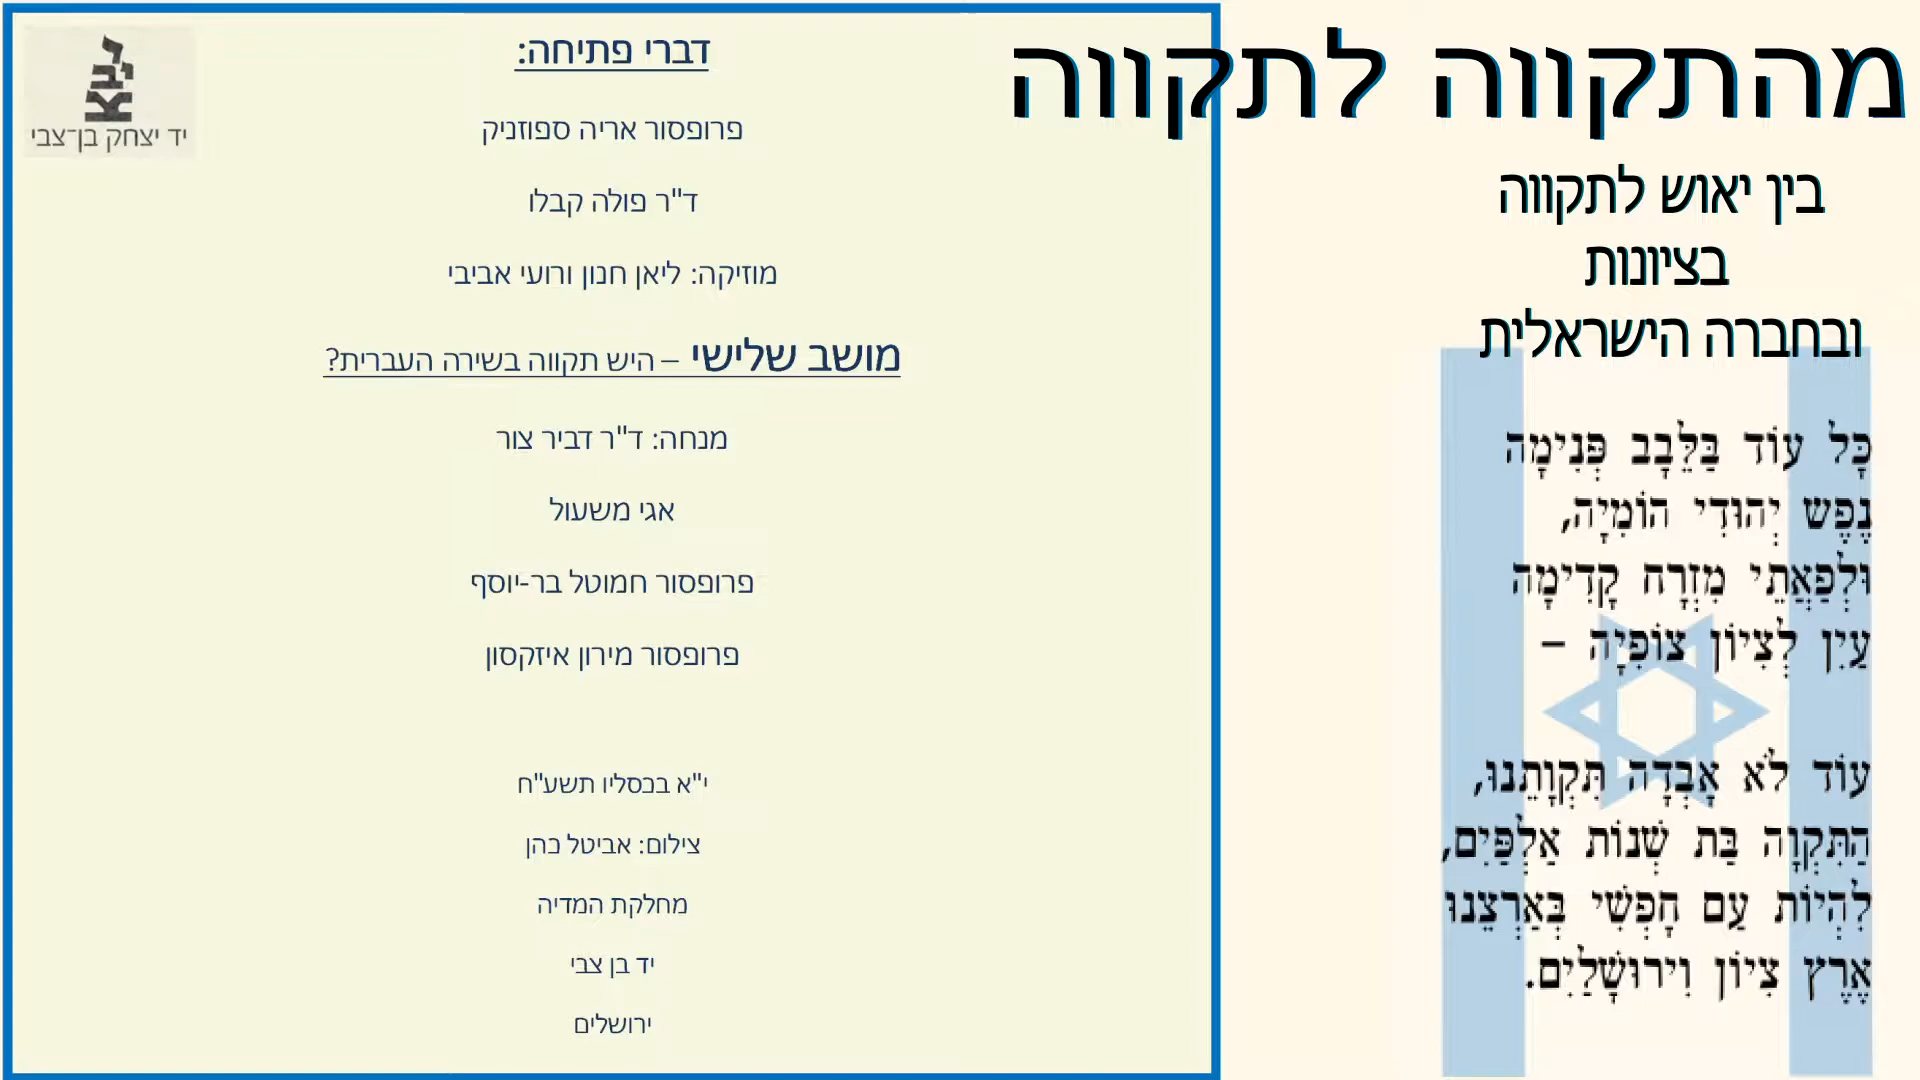 מהתקווה לתקווה
בין יאוש לתקווה
בציונות
ובחברה הישראלית
כָּל עוֹד בַּלֵּבָב פְּנִימָה
נֶפֶשׁ יְהוּדִי הוֹמִיָּה,
וּלְפַאֲתֵי מִזְרָח קָדִימָה
עַיִן לְצִיּוֹן צוֹפִיָּה –
עוֹד לֹא אָבְדָה תִּקְוָתֵנוּ,
הַתִּקְוָה בַּת שְׁנוֹת אַלְפַּיִם,
לִהְיוֹת עַם חָפְשִׁי בְּאַרְצֵנוּ
אֶרֶץ צִיּוֹן וִירוּשָׁלַיִם.
יד יצחק בן־צבי
דברי פתיחה:
פרופסור אריה ספוזניק
ד"ר פולה קבלו
מוזיקה: ליאן חנון ורועי אביבי
מושב שלישי – היש תקווה בשירה העברית?
מנחה: ד"ר דביר צור
אגי משעול
פרופסור חמוטל בר-יוסף
פרופסור מירון איזקסון
י"א בכסליו תשע"ח
צילום: אביטל כהן
מחלקת המדיה
יד בן צבי
ירושלים